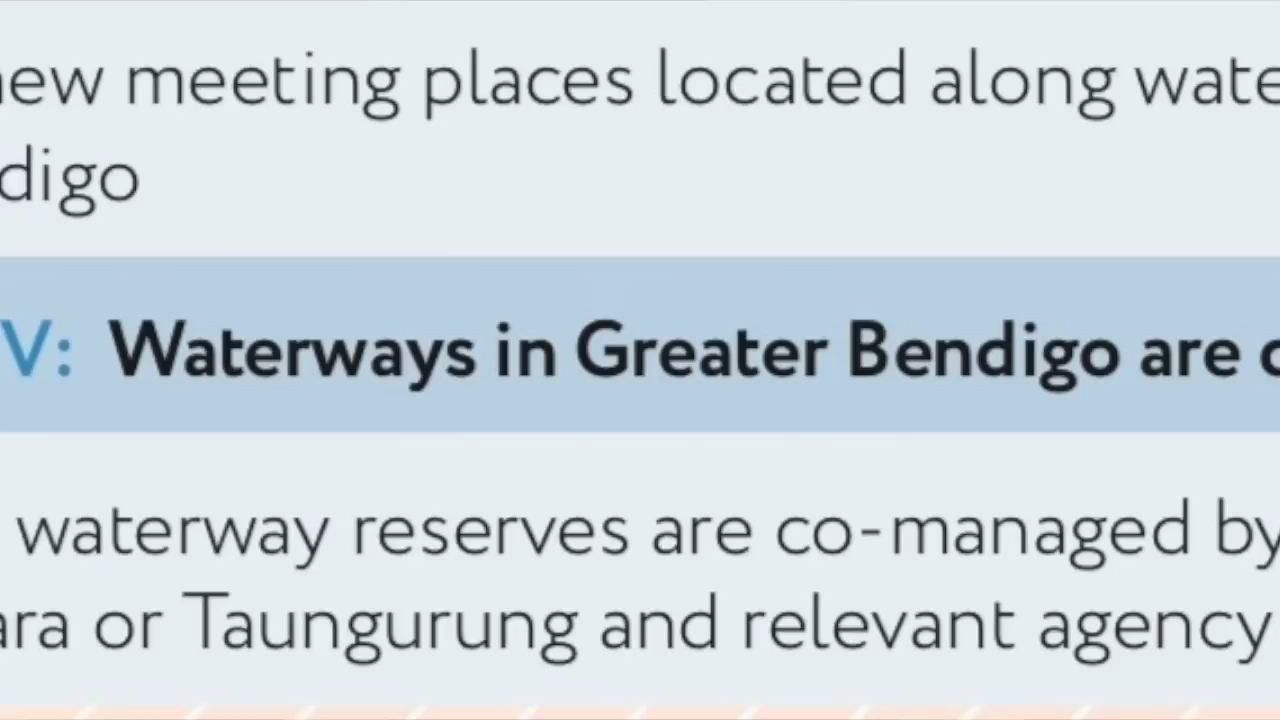 new meeting places located along wate
digo
V: Waterways in Greater Bendigo are
waterway reserves are co-managed by
ara or Taungurung and relevant agency